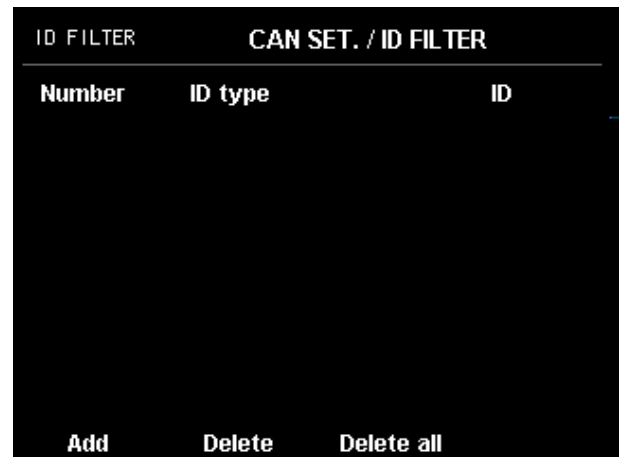 ID FILTER CAN SET. / ID FILTER
Number ID type ID
Add Delete Delete all